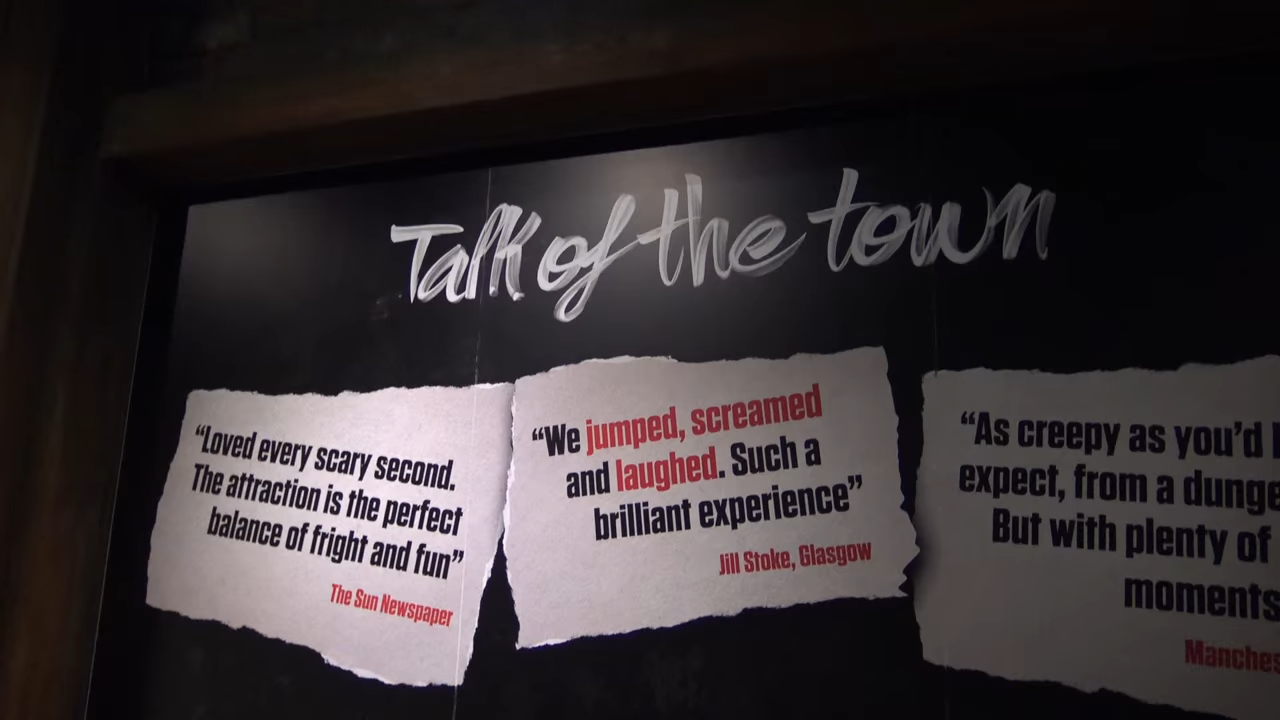 Talk of the town
“Loved every scary second.
The attraction is the perfect
balance of fright and fun”
The Sun Newspaper
“We jumped, screamed
and laughed. Such a
brilliant experience”
Jill Stoke, Glasgow
“As creepy as you’d
expect, from a
But with plenty of
moments